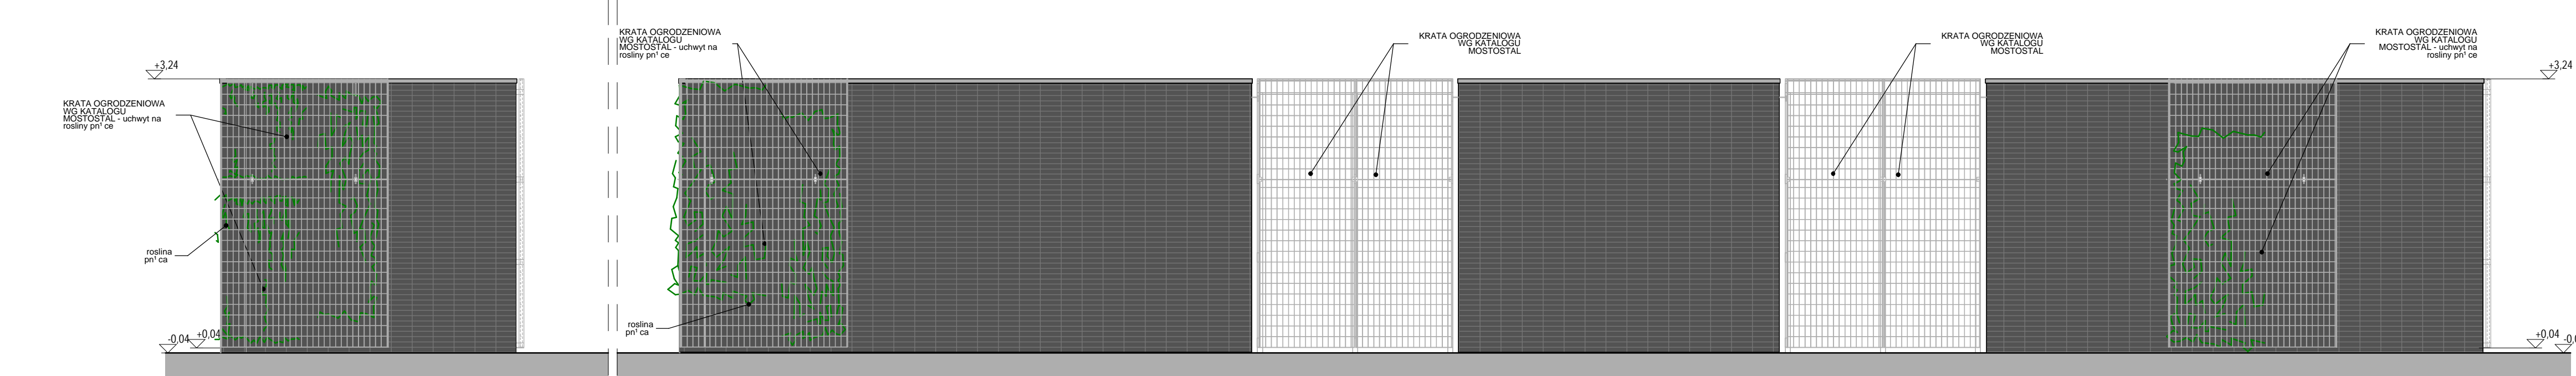 +3,24
KRATA OGRODZENIOWA
WG KATALOGU
MOSTOSTAL - uchwyt na
rosliny pn¹ ce
roslina
pn¹ ca
-0,04
+0,04
KRATA OGRODZENIOWA
WG KATALOGU
MOSTOSTAL - uchwyt na
rosliny pn¹ ce
roslina
pn¹ ca
KRATA OGRODZENIOWA
WG KATALOGU
MOSTOSTAL
KRATA OGRODZENIOWA
WG KATALOGU
MOSTOSTAL
KRATA OGRODZENIOWA
WG KATALOGU
MOSTOSTAL - uchwyt na
rosliny pn¹ ce
+3,24
+0,04